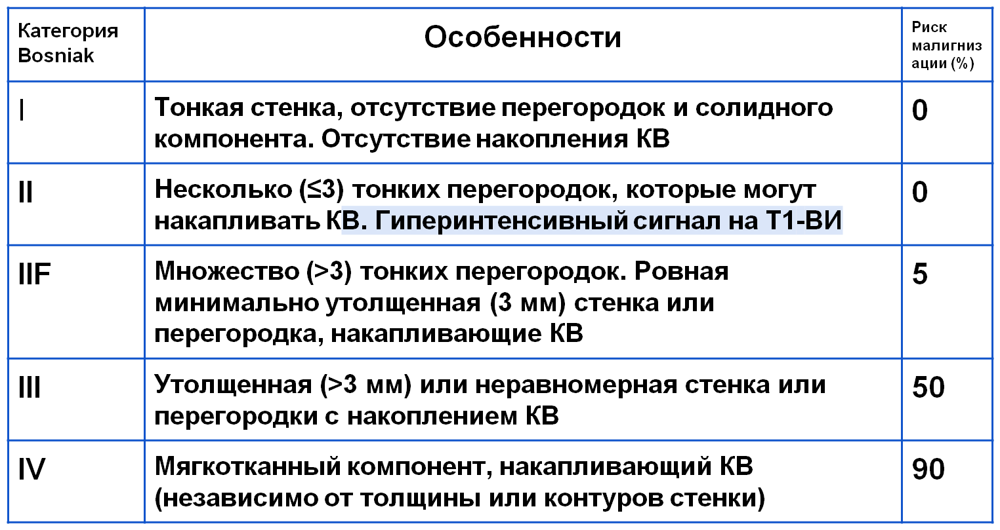 Категория
Bosniak
Особенности
Риск
малигниз
ации (%)
I
Тонкая стенка, отсутствие перегородок и солидного
компонента. Отсутствие накопления КВ
0
II
Несколько (≤3) тонких перегородок, которые могут
накапливать КВ. Гиперинтенсивный сигнал на Т1-ВИ
0
IIF
Множество (>3) тонких перегородок. Ровная
минимально утолщенная (3 мм) стенка или
перегородка, накапливающие КВ
5
III
Утолщенная (>3 мм) или неравномерная стенка или
перегородки с накоплением КВ
50
IV
Мягкотканный компонент, накапливающий КВ
(независимо от толщины или контуров стенки)
90